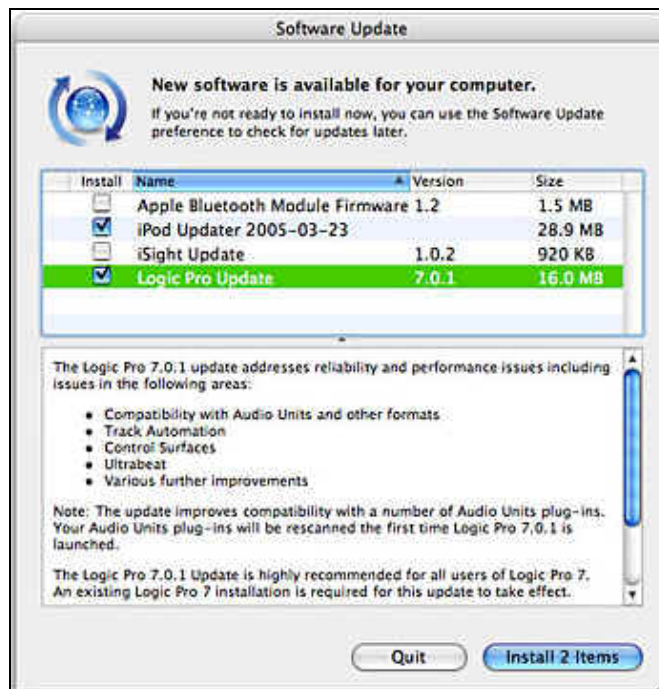 Software Update
New software is available for your computer.
If you're not ready to install now, you can use the Software Update
preference to check for updates later.
Install Name Version Size
Apple Bluetooth Module Firmware 1.2 1.5 MB
iPod Updater 2005-03-23 28.9 MB
iSight Update 1.0.2 920 KB
Logic Pro Update 7.0.1 16.0 MB
The Logic Pro 7.0.1 update addresses reliability and performance issues including
issues in the following areas:
• Compatibility with Audio Units and other formats
• Track Automation
• Control Surfaces
• Ultrabeat
• Various further improvements
Note: The update improves compatibility with a number of Audio Units plug-ins.
Your Audio Units plug-ins will be rescanned the first time Logic Pro 7.0.1 is
launched.
The Logic Pro 7.0.1 Update is highly recommended for all users of Logic Pro 7.
An existing Logic Pro 7 installation is required for this update to take effect.
Quit Install 2 Items